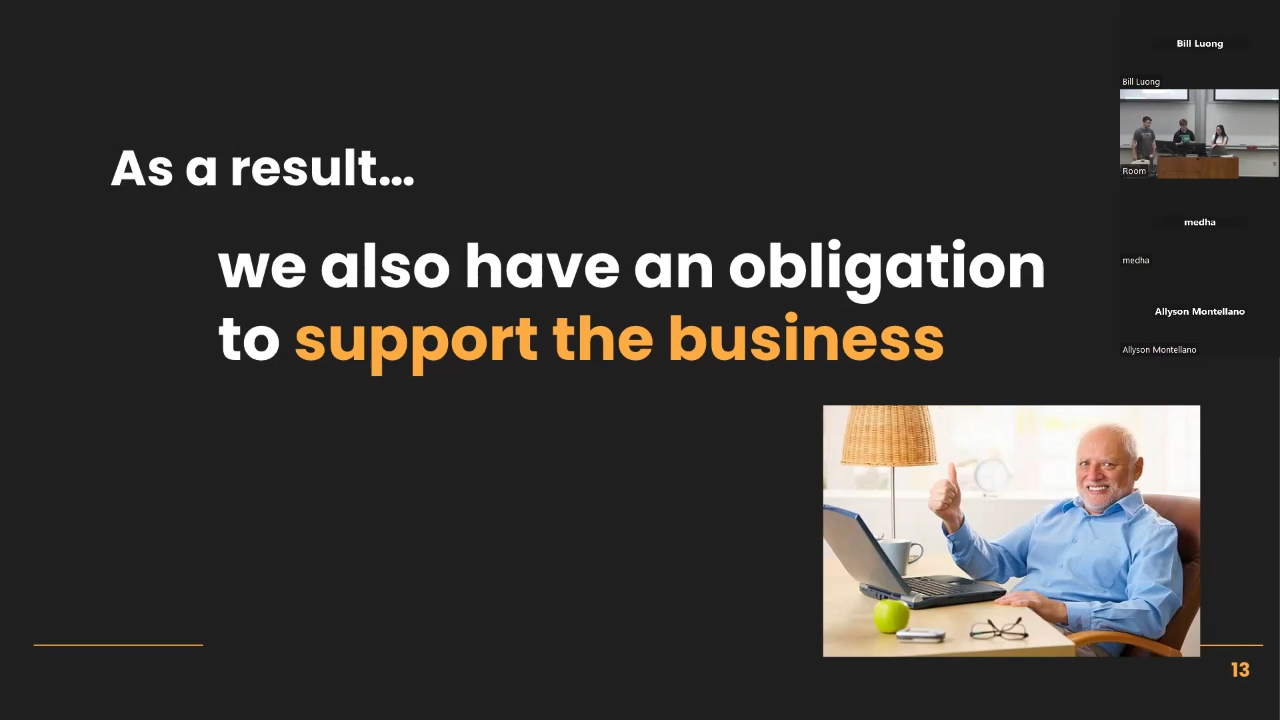 As a result...
we also have an obligation
to support the business
13
Bill Luong
Bill Luong
Room
medha
medha
Allyson Montellano
Allyson Montellano